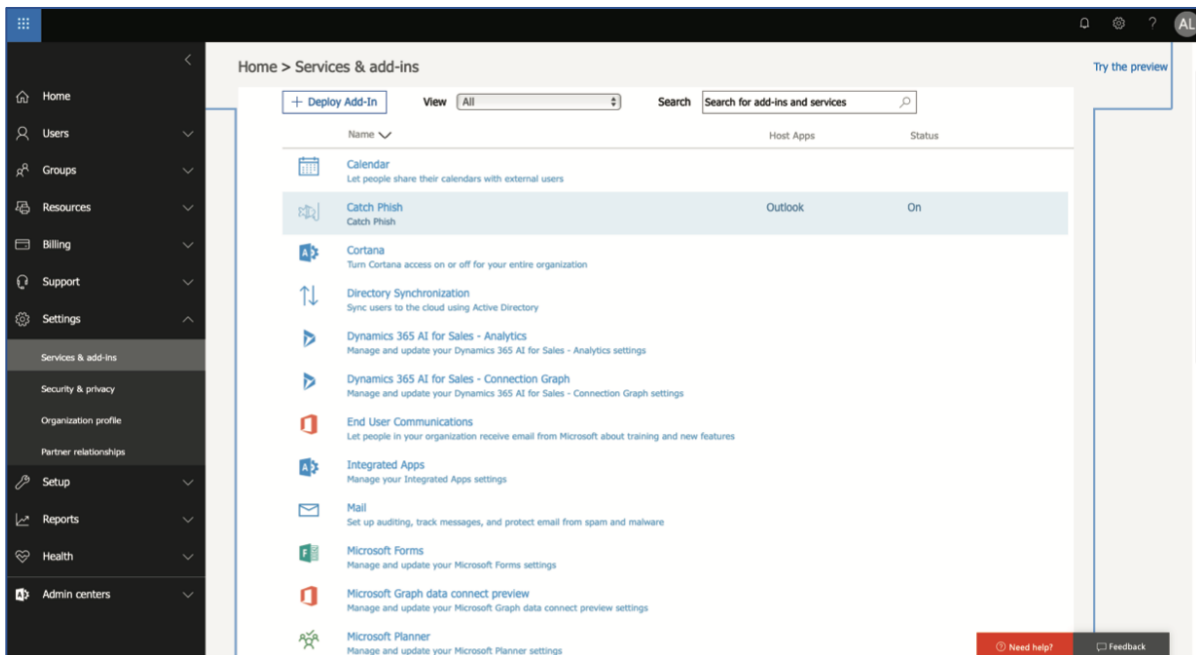 AL
Home
Users
Groups
Resources
Billing
Support
Settings
Services & add-ins
Security & privacy
Organization profile
Partner relationships
Setup
Reports
Health
Admin centers
Home > Services & add-ins
Try the preview
+ Deploy Add-In View All Search Search for add-ins and services
Name Host Apps Status
Calendar
Let people share their calendars with external users
Catch Phish Outlook On
Catch Phish
Cortana
Turn Cortana access on or off for your entire organization
Directory Synchronization
Sync users to the cloud using Active Directory
Dynamics 365 AI for Sales - Analytics
Manage and update your Dynamics 365 AI for Sales - Analytics settings
Dynamics 365 AI for Sales - Connection Graph
Manage and update your Dynamics 365 AI for Sales - Connection Graph settings
End User Communications
Let people in your organization receive email from Microsoft about training and new features
Integrated Apps
Manage your Integrated Apps settings
Mail
Set up auditing, track messages, and protect email from spam and malware
Microsoft Forms
Manage and update your Microsoft Forms settings
Microsoft Graph data connect preview
Manage and update your Microsoft Graph data connect preview settings
Microsoft Planner
Manage and update your Microsoft Planner settings
Need help? Feedback